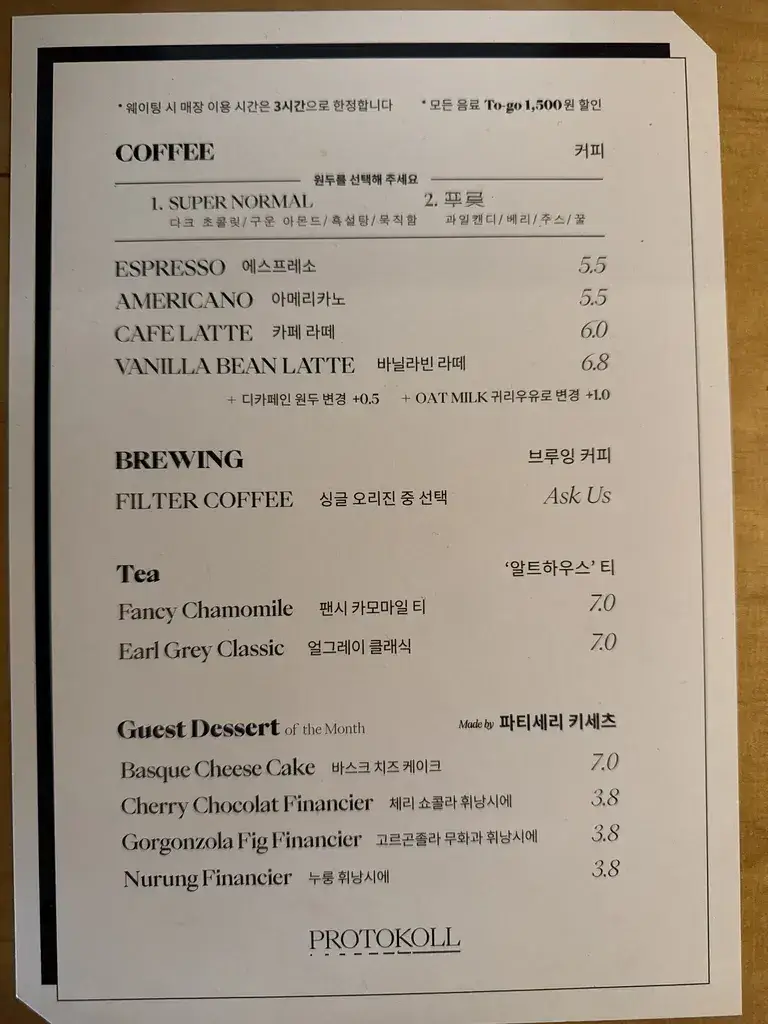 * 웨이팅 시 매장 이용 시간은 3시간으로 한정합니다 * 모든 음료 To-go 1,500원 할인
COFFEE 커피
원두를 선택해 주세요
1. SUPER NORMAL 2.
다크 초콜릿/구운 아몬드/흑설탕/묵직함 과일캔디/베리/주스/꿀
ESPRESSO 에스프레소 5.5
AMERICANO 아메리카노 5.5
CAFE LATTE 카페 라떼 6.0
VANILLA BEAN LATTE 바닐라빈 라떼 6.8
+ 디카페인 원두 변경 +0.5 + OAT MILK 귀리우유로 변경 +1.0
BREWING 브루잉 커피
FILTER COFFEE 싱글 오리진 중 선택 Ask Us
Tea ‘알트하우스’ 티
Fancy Chamomile 팬시 카모마일 티 7.0
Earl Grey Classic 얼그레이 클래식 7.0
Guest Dessert of the Month Made by 파티세리 키세츠
Basque Cheese Cake 바스크 치즈 케이크 7.0
Cherry Chocolat Financier 체리 쇼콜라 휘낭시에 3.8
Gorgonzola Fig Financier 고르곤졸라 무화과 휘낭시에 3.8
Nurung Financier 누룽 휘낭시에 3.8
PROTOKOLL